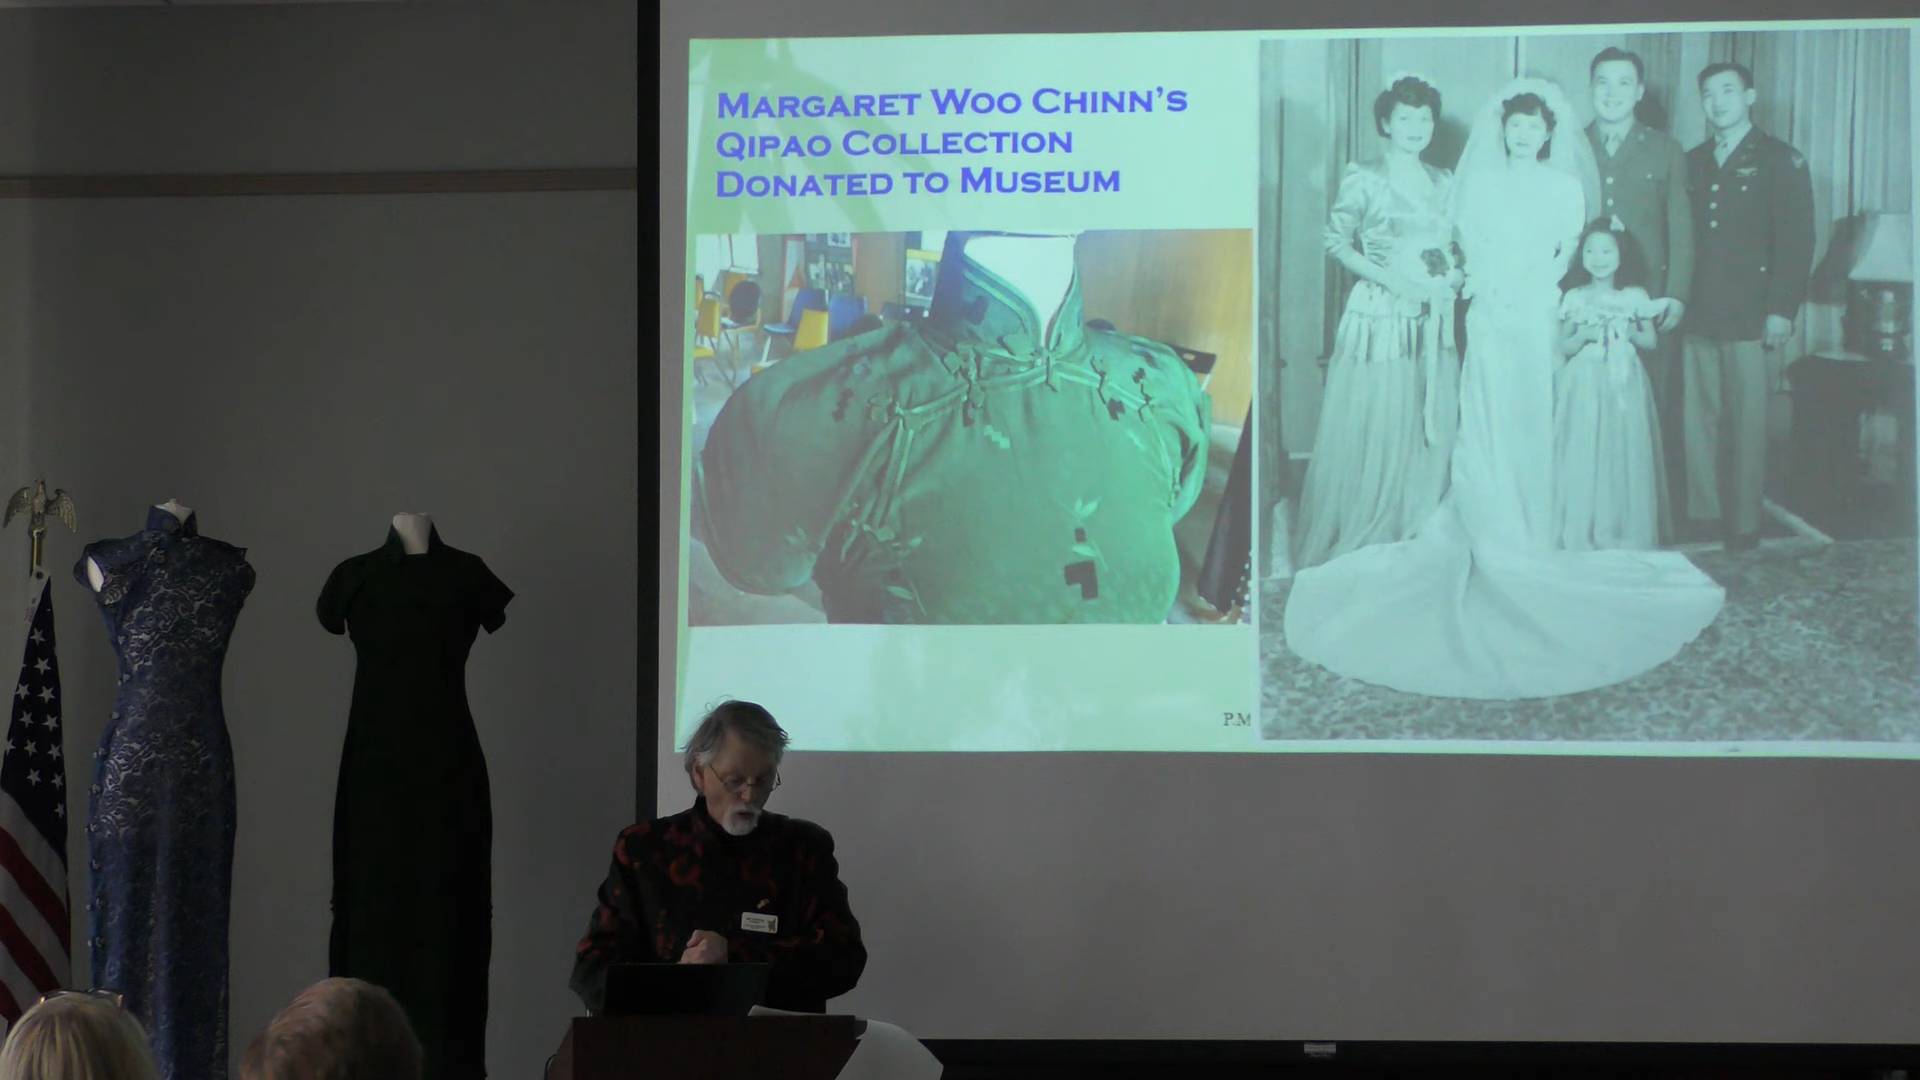 MARGARET WOO CHINN'S
QIPAO COLLECTION
DONATED TO MUSEUM
P.M